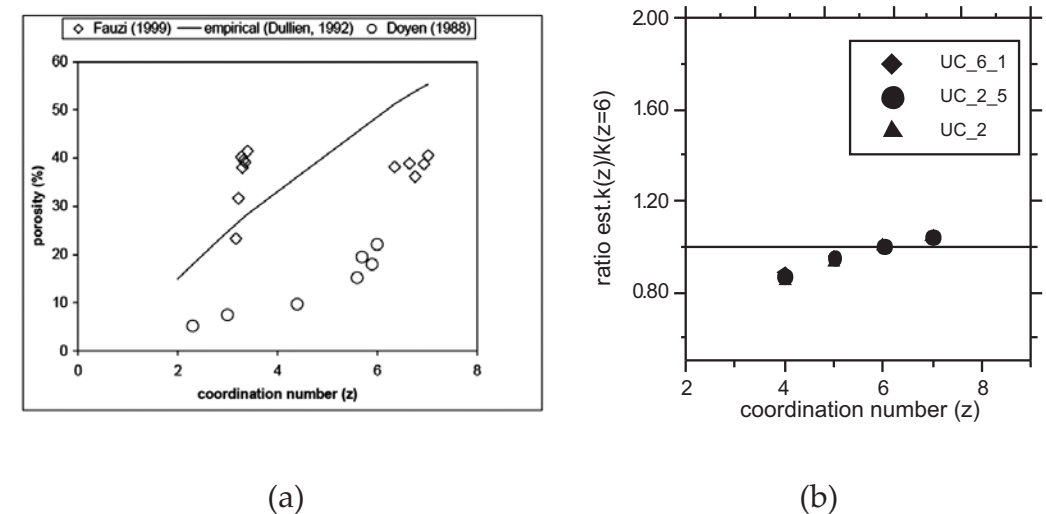 Fauzi (1999) empirical (Dullien, 1992) Doyen (1988)
60
50
40
30
20
10
0
porosity (%)
0 2 4 6 8
coordination number (z)
(a)
2.00
1.60
1.20
0.80
ratio est.k(z)/k(z=6)
UC_6_1
UC_2_5
UC_2
2 4 6 8
coordination number (z)
(b)